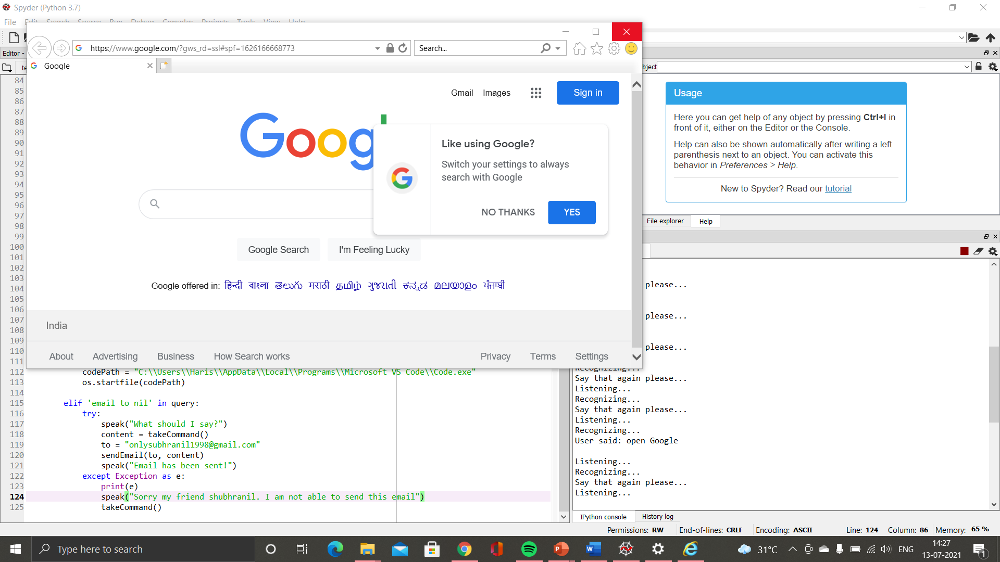 Spyder (Python 3.7)
File Edit Search Source Run Debug Consoles Projects Tools View Help
https://www.google.com/?gws_rd=ssl#spf=1626166668773
Search...
Editor -
Google
te
bject
Gmail Images Sign in
Goog
Like using Google?
Switch your settings to always
search with Google
NO THANKS YES
Google Search I'm Feeling Lucky
Google offered in: हिन्दी বাংলা తెలుగు मराठी தமிழ் ગુજરાતી ಕನ್ನಡ മലയാളം ਪੰਜਾਬੀ
India
About Advertising Business How Search works Privacy Terms Settings
Usage
Here you can get help of any object by pressing Ctrl+I in
front of it, either on the Editor or the Console.
Help can also be shown automatically after writing a left
parenthesis next to an object. You can activate this
behavior in Preferences > Help.
New to Spyder? Read our tutorial
File explorer Help
84
85
86
87
88
89
90
91
92
93
94
95
96
97
98
99
100
101
102
103
104
105
106
107
108
109
110
111
112 codePath = "C:\\Users\\Haris\\AppData\\Local\\Programs\\Microsoft VS Code\\Code.exe"
113 os.startfile(codePath)
114
115 elif 'email to nil' in query:
116 try:
117 speak("What should I say?")
118 content = takeCommand()
119 to = "onlysubhranil1998@gmail.com"
120 sendEmail(to, content)
121 speak("Email has been sent!")
122 except Exception as e:
123 print(e)
124 speak("Sorry my friend shubhranil. I am not able to send this email")
125 takeCommand()
please...
please...
please...
Recognizing...
Say that again please...
Listening...
Recognizing...
Say that again please...
Listening...
Recognizing...
User said: open Google
Listening...
Recognizing...
Say that again please...
Listening...
IPython console History log
Permissions: RW End-of-lines: CRLF Encoding: ASCII Line: 124 Column: 86 Memory: 65 %
Type here to search
31°C ENG
14:27
13-07-2021
1